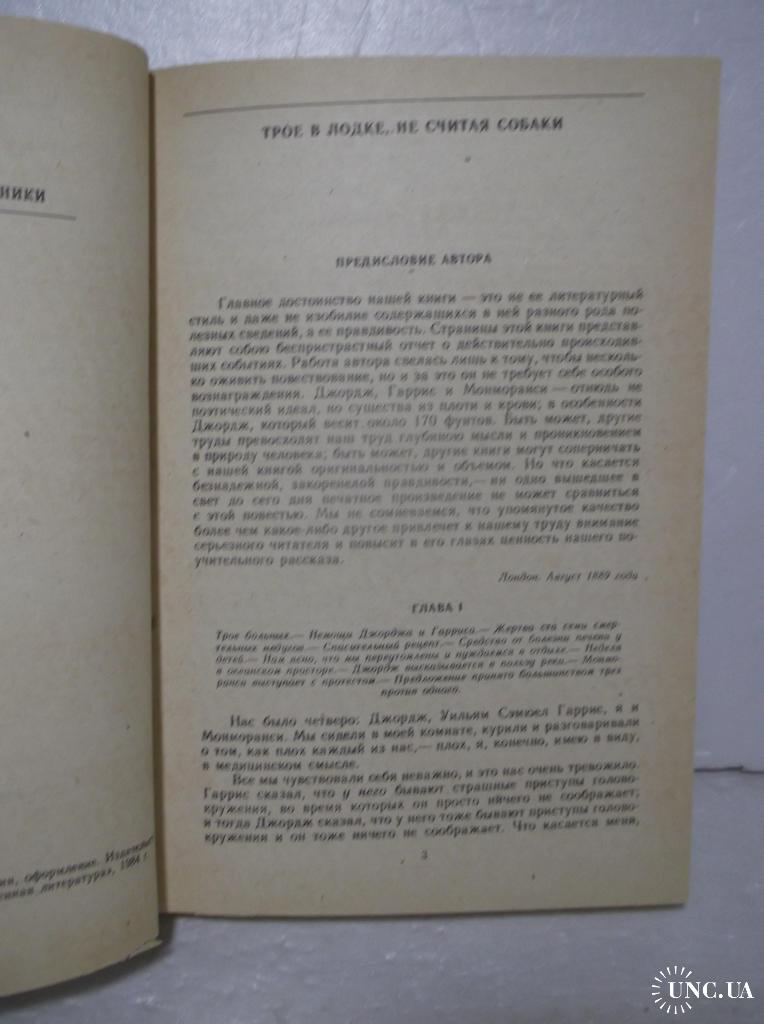 НИКИ
ия, оформление. Издательст
енная литература», 1984 г.
ТРОЕ В ЛОДКЕ, НЕ СЧИТАЯ СОБАКИ
ПРЕДИСЛОВИЕ АВТОРА
Главное достоинство нашей книги — это не ее литературный
стиль и даже не изобилие содержащихся в ней разного рода по-
лезных сведений, а ее правдивость. Страницы этой книги представ-
ляют собою беспристрастный отчет о действительно происходив-
ших событиях. Работа автора свелась лишь к тому, чтобы несколь-
ко оживить повествование, но и за это он не требует себе особого
вознаграждения. Джордж, Гаррис и Монморанси — отнюдь не
поэтический идеал, но существа из плоти и крови; в особенности
Джордж, который весит около 170 фунтов. Быть может, другие
труды превосходят наш труд глубиною мысли и проникновением
в природу человека; быть может, другие книги могут соперничать
с нашей книгой оригинальностью и объемом. Но что касается
безнадежной, закоренелой правдивости,— ни одно вышедшее в
свет до сего дня печатное произведение не может сравниться
с этой повестью. Мы не сомневаемся, что упомянутое качество
более чем какое-либо другое привлечет к нашему труду внимание
серьезного читателя и повысит в его глазах ценность нашего по-
учительного рассказа.
Лондон. Август 1889 года
ГЛАВА I
Трое больных.— Немощи Джорджа и Гарриса.— Жертва ста семи смер-
тельных недугов.— Спасительный рецепт.— Средство от болезни печени у
детей.— Нам ясно, что мы переутомлены и нуждаемся в отдыхе.— Неделя
в океанском просторе.— Джордж высказывается в пользу реки.— Монмо-
ранси выступает с протестом.— Предложение принято большинством трех
против одного.
Нас было четверо: Джордж, Уильям Сэмюел Гаррис, я и
Монморанси. Мы сидели в моей комнате, курили и разговаривали
о том, как плох каждый из нас,— плох, я, конечно, имею в виду,
в медицинском смысле.
Все мы чувствовали себя неважно, и это нас очень тревожило.
Гаррис сказал, что у него бывают страшные приступы голово-
кружения, во время которых он просто ничего не соображает;
и тогда Джордж сказал, что у него тоже бывают приступы голово-
кружения и он тоже ничего не соображает. Что касается меня,
3
UNC.UA